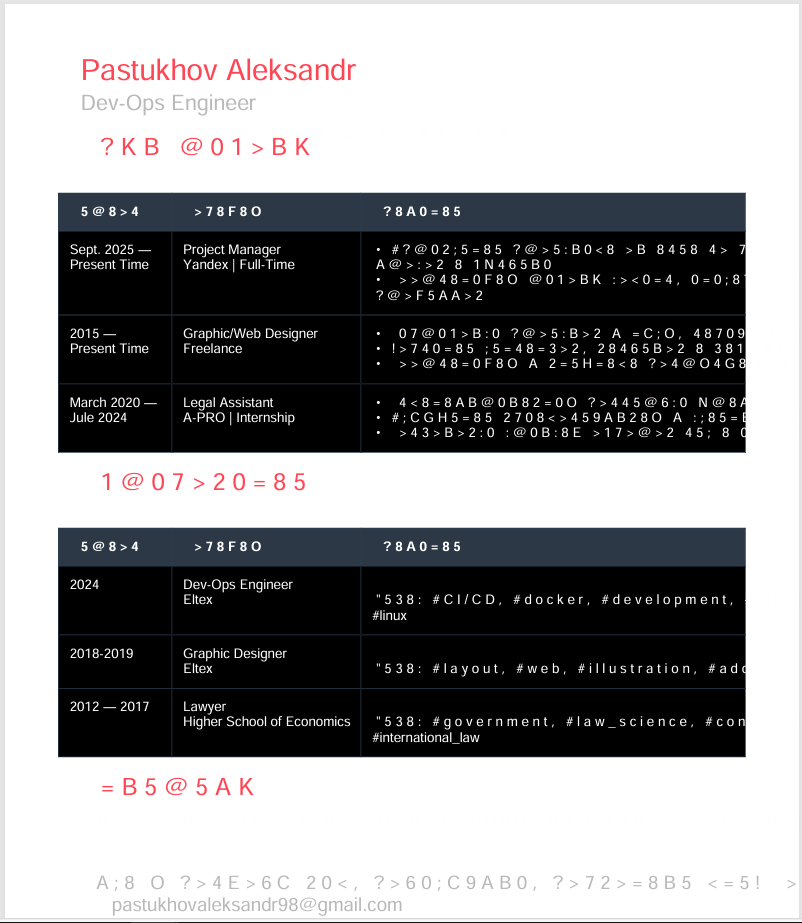 Pastukhov Aleksandr
Dev-Ops Engineer
?KB @01>BK
5@8>4 >78F8O ?8A0=85
Sept. 2025 —
Present Time
Project Manager
Yandex | Full-Time
• #?@02;5=85 ?@>5:B0<8 >B 8458 4> 7
A@>:>2 8 1N465B0
• >>@48=0F8O @01>BK :><0=4, 0=0;8
?@>F5AA>2
2015 —
Present Time
Graphic/Web Designer
Freelance
• 07@01>B:0 ?@>5:B>2 A =C;O, 48709
• !>740=85 ;5=48=3>2, 28465B>2 8 381
• >>@48=0F8O A 2=5H=8<8 ?>4@O4G8
March 2020 —
Jule 2024
Legal Assistant
A-PRO | Internship
• 4<8=8AB@0B82=0O ?>445@6:0 N@8A
• #;CGH5=85 2708<>459AB28O A :;85=B
• >43>B>2:0 :@0B:8E >17>@>2 45; 8 0
1@07>20=85
5@8>4 >78F8O ?8A0=85
2024
Dev-Ops Engineer
Eltex
"538: #CI/CD, #docker, #development,
#linux
2018-2019
Graphic Designer
Eltex
"538: #layout, #web, #illustration, #ado
2012 — 2017
Lawyer
Higher School of Economics
"538: #government, #law_science, #con
#international_law
=B5@5AK
A;8 O ?>4E>6C 20<, ?>60;C9AB0, ?>72>=8B5 <=5! >
pastukhovaleksandr98@gmail.com